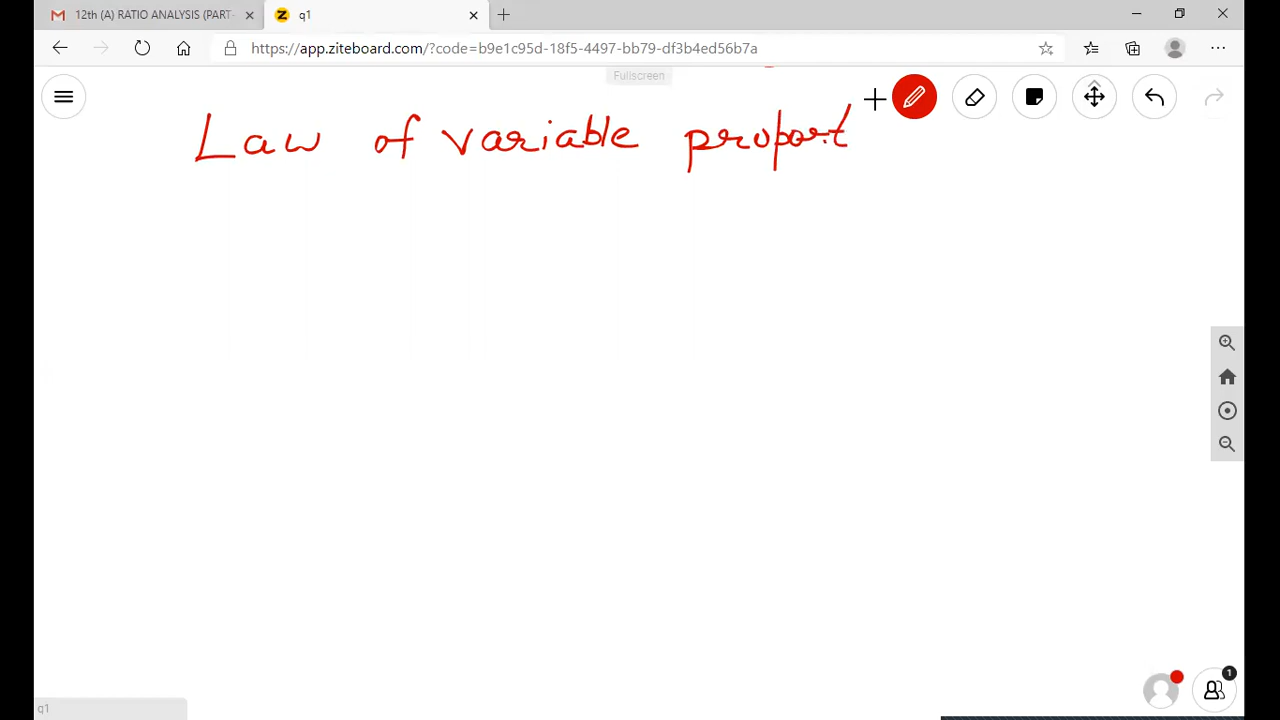 12th (A) RATIO ANALYSIS (PART-
q1
https://app.ziteboard.com/?code=b9e1c95d-18f5-4497-bb79-df3b4ed56b7a
Fullscreen
Law of variable proport
1
q1